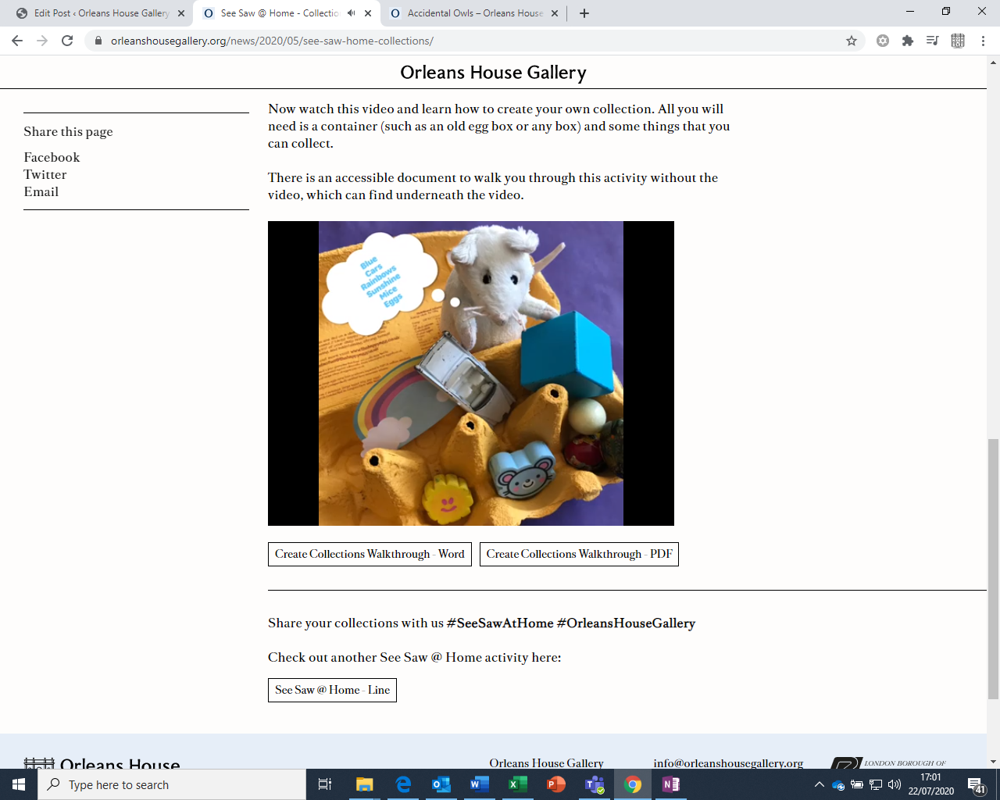 Edit Post ‹ Orleans House Gallery
See Saw @ Home - Collectio
Accidental Owls – Orleans House
orleanshousegallery.org/news/2020/05/see-saw-home-collections/
Orleans House Gallery
Share this page
Facebook
Twitter
Email
Now watch this video and learn how to create your own collection. All you will
need is a container (such as an old egg box or any box) and some things that you
can collect.
There is an accessible document to walk you through this activity without the
video, which can find underneath the video.
Blue
Cars
Rainbows
Sunshine
Mice
Eggs
Create Collections Walkthrough - Word
Create Collections Walkthrough - PDF
Share your collections with us #SeeSawAtHome #OrleansHouseGallery
Check out another See Saw @ Home activity here:
See Saw @ Home - Line
Orleans House
Orleans House Gallery
info@orleanshousegallery.org
LONDON BOROUGH OF
Type here to search
17:01
22/07/2020
41